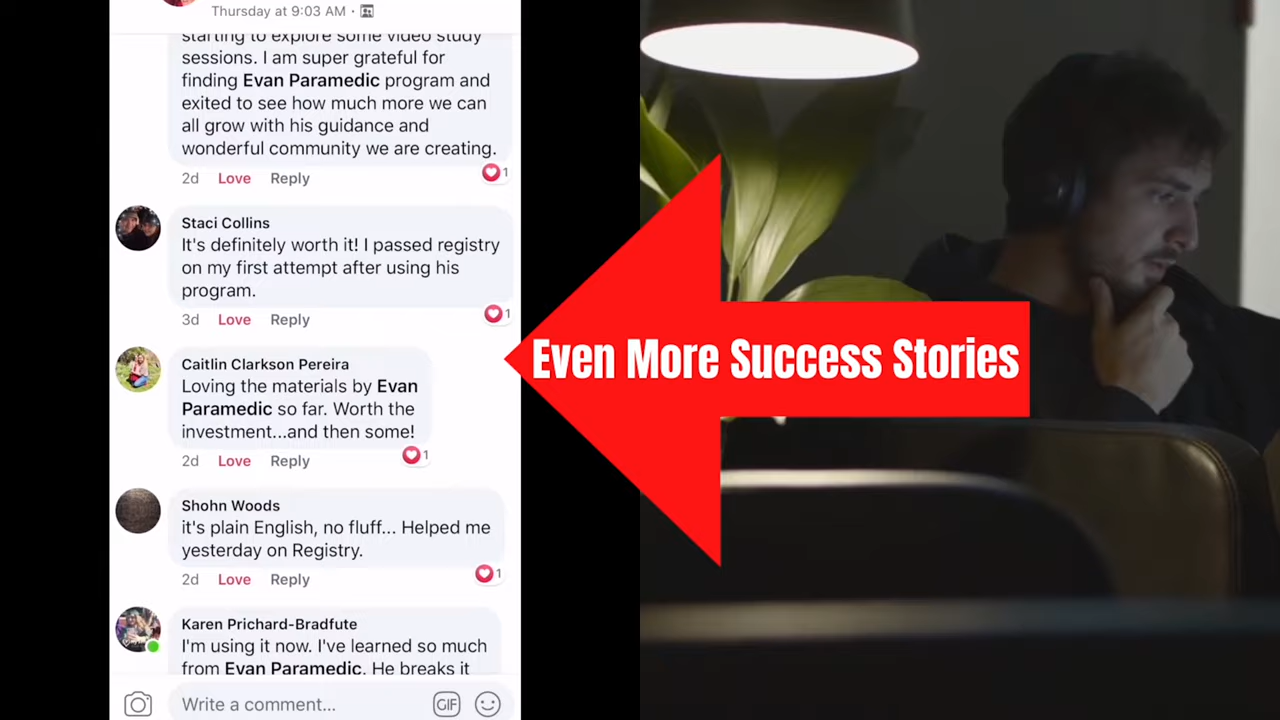 Thursday at 9:03 AM ·
starting to explore some video study
sessions. I am super grateful for
finding Evan Paramedic program and
exited to see how much more we can
all grow with his guidance and
wonderful community we are creating.
2d Love Reply 1
Staci Collins
It's definitely worth it! I passed registry
on my first attempt after using his
program.
3d Love Reply 1
Caitlin Clarkson Pereira
Loving the materials by Evan
Paramedic so far. Worth the
investment...and then some!
2d Love Reply 1
Shohn Woods
it's plain English, no fluff... Helped me
yesterday on Registry.
2d Love Reply 1
Karen Prichard-Bradfute
I'm using it now. I've learned so much
from Evan Paramedic. He breaks it
Write a comment...
GIF
Even More Success Stories